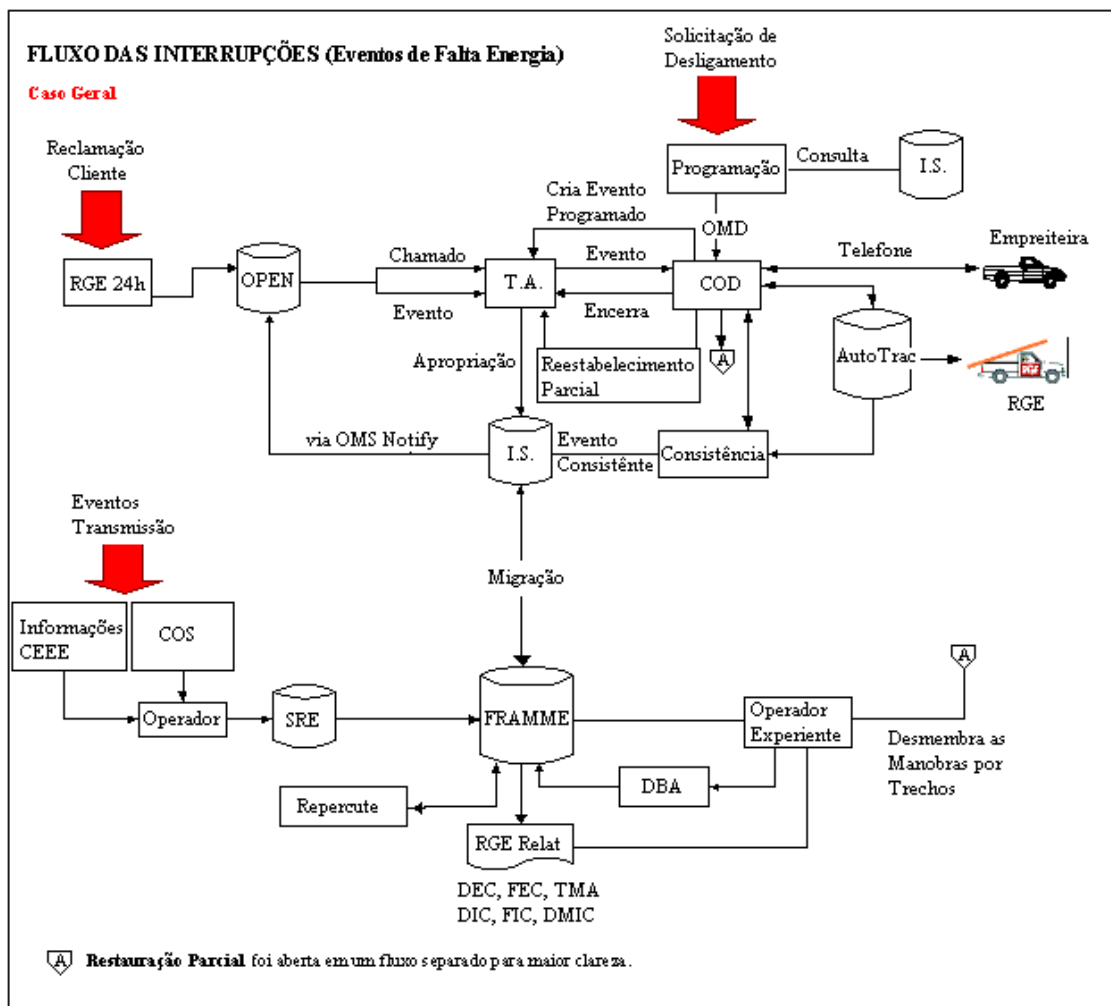 FLUXO DAS INTERRUPÇÕES (Eventos de Falta Energia)
Caso Geral
Solicitação de
Desligamento
Reclamação
Cliente
Programação
Consulta
I.S.
Cria Evento
Programado
OMD
RGE 24h
OPEN
Chamado
Evento
T.A.
Evento
Encerra
COD
Telefone
Empreiteira
A
Apropriação
Reestabelecimento
Parcial
AutoTrac
RGE
RGE
via OMS Notify
I.S.
Evento
Consistênte
Consistência
Eventos
Transmissão
Migração
Informações
CEEE
COS
Operador
SRE
FRAMME
Operador
Experiente
A
Desmembra as
Manobras por
Trechos
Repercute
DBA
RGE Relat
DEC, FEC, TMA
DIC, FIC, DMIC
A Restauração Parcial foi aberta em um fluxo separado para maior clareza.